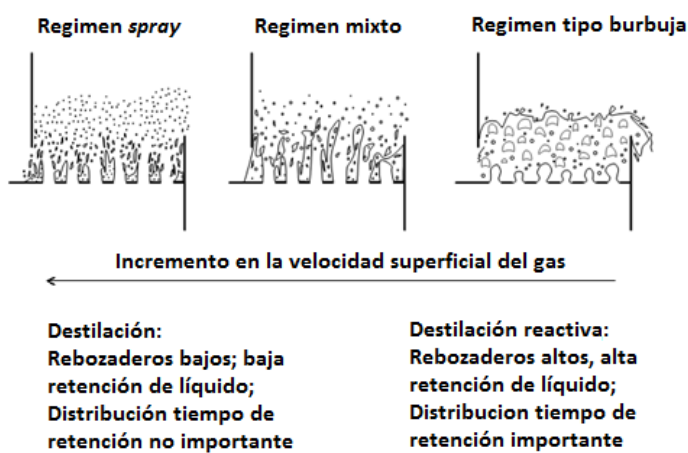 Regimen spray
Regimen mixto
Regimen tipo burbuja
Incremento en la velocidad superficial del gas
Destilación:
Rebozaderos bajos; baja
retención de líquido;
Distribución tiempo de
retención no importante
Destilación reactiva:
Rebozaderos altos, alta
retención de líquido;
Distribucion tiempo de
retención importante